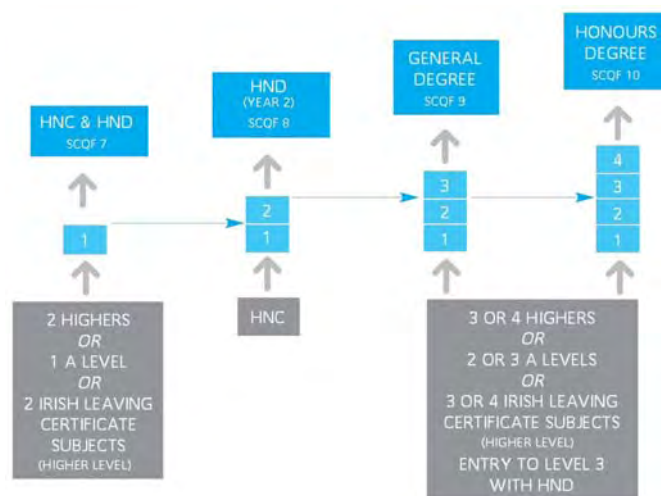 HNC & HND
SCQF 7
1
2 HIGHERS
OR
1 A LEVEL
OR
2 IRISH LEAVING
CERTIFICATE
SUBJECTS
(HIGHER LEVEL)
HND
(YEAR 2)
SCQF 8
2
1
HNC
GENERAL
DEGREE
SCQF 9
3
2
1
HONOURS
DEGREE
SCQF 10
4
3
2
1
3 OR 4 HIGHERS
OR
2 OR 3 A LEVELS
OR
3 OR 4 IRISH LEAVING
CERTIFICATE SUBJECTS
(HIGHER LEVEL)
ENTRY TO LEVEL 3
WITH HND